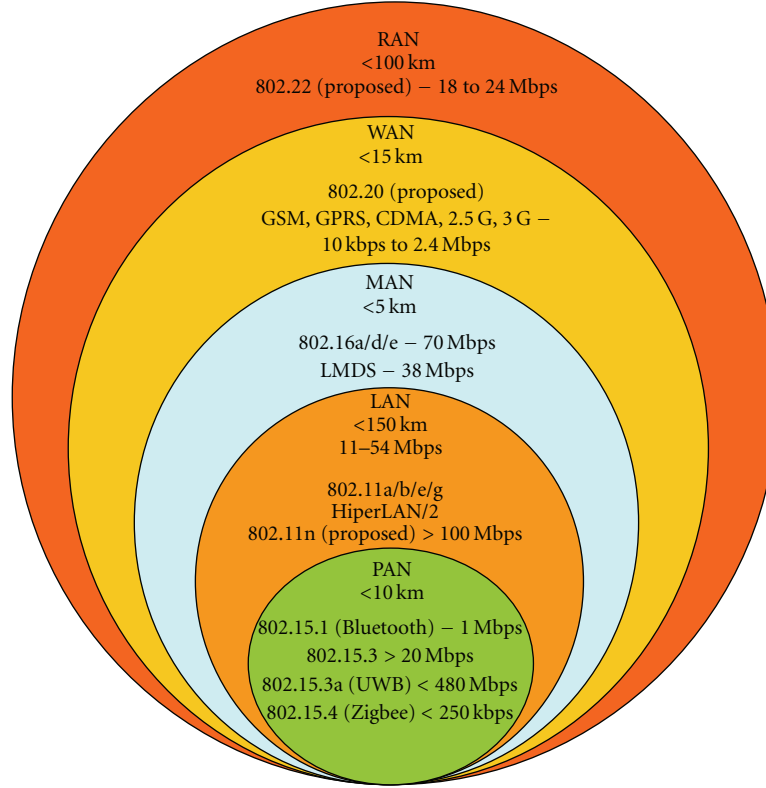 RAN
<100 km
802.22 (proposed) − 18 to 24 Mbps
WAN
<15 km
802.20 (proposed)
GSM, GPRS, CDMA, 2.5 G, 3 G −
10 kbps to 2.4 Mbps
MAN
<5 km
802.16a/d/e − 70 Mbps
LMDS − 38 Mbps
LAN
<150 km
11–54 Mbps
802.11a/b/e/g
HiperLAN/2
802.11n (proposed) > 100 Mbps
PAN
<10 km
802.15.1 (Bluetooth) − 1 Mbps
802.15.3 > 20 Mbps
802.15.3a (UWB) < 480 Mbps
802.15.4 (Zigbee) < 250 kbps